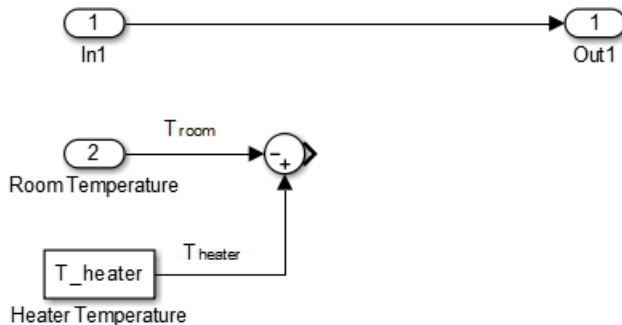 1
1
In1
Out1
T room
2
- +
Room Temperature
T heater
T_heater
Heater Temperature